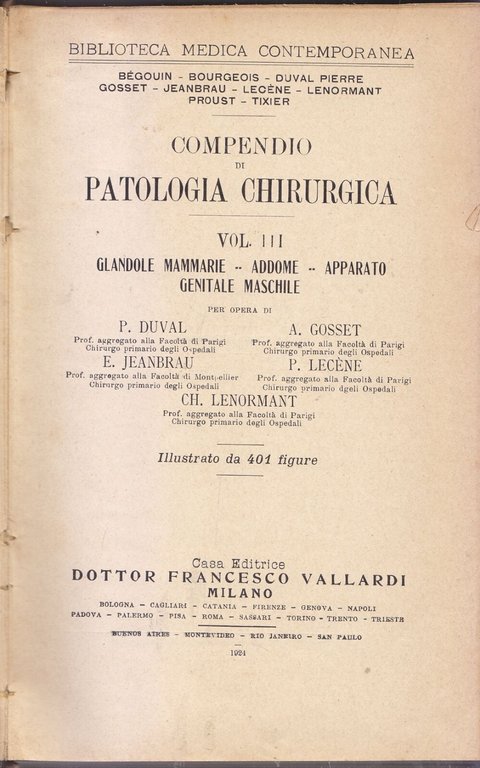 BIBLIOTECA MEDICA CONTEMPORANEA
BÉGOUIN - BOURGEOIS - DUVAL PIERRE
GOSSET - JEANBRAU - LECÈNE - LENORMANT
PROUST - TIXIER
COMPENDIO
DI
PATOLOGIA CHIRURGICA
VOL. III
GLANDOLE MAMMARIE -- ADDOME -- APPARATO
GENITALE MASCHILE
PER OPERA DI
P. DUVAL
Prof. aggregato alla Facoltà di Parigi
Chirurgo primario degli Ospedali
A. GOSSET
Prof. aggregato alla Facoltà di Parigi
Chirurgo primario degli Ospedali
E. JEANBRAU
Prof. aggregato alla Facoltà di Montpellier
Chirurgo primario degli Ospedali
P. LECÈNE
Prof. aggregato alla Facoltà di Parigi
Chirurgo primario dgeli Ospedali
CH. LENORMANT
Prof. aggregato alla Facoltà di Parigi
Chirurgo primario degli Ospedali
Illustrato da 401 figure
Casa Editrice
DOTTOR FRANCESCO VALLARDI
MILANO
BOLOGNA - CAGLIARI - CATANIA - FIRENZE - GENOVA - NAPOLI
PADOVA - PALERMO - PISA - ROMA - SASSARI - TORINO - TRENTO - TRIESTE
BUENOS AIRES - MONTEVIDEO - RIO JANEIRO - SAN PAULO
1924